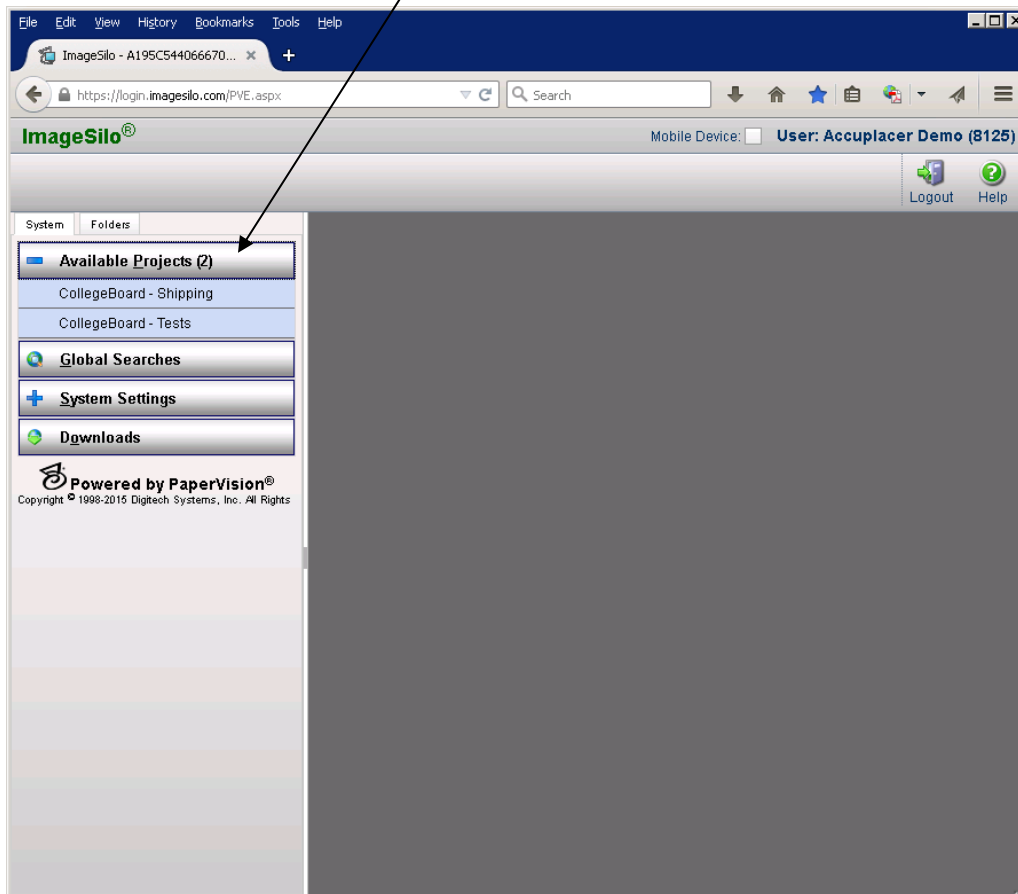 File Edit View History Bookmarks Tools Help
ImageSilo - A195C544066670... × +
https://login.imagesilo.com/PVE.aspx Search
ImageSilo® Mobile Device: User: Accuplacer Demo (8125)
Logout Help
System Folders
Available Projects (2)
CollegeBoard - Shipping
CollegeBoard - Tests
Global Searches
System Settings
Downloads
Powered by PaperVision®
Copyright © 1998-2015 Digitech Systems, Inc. All Rights